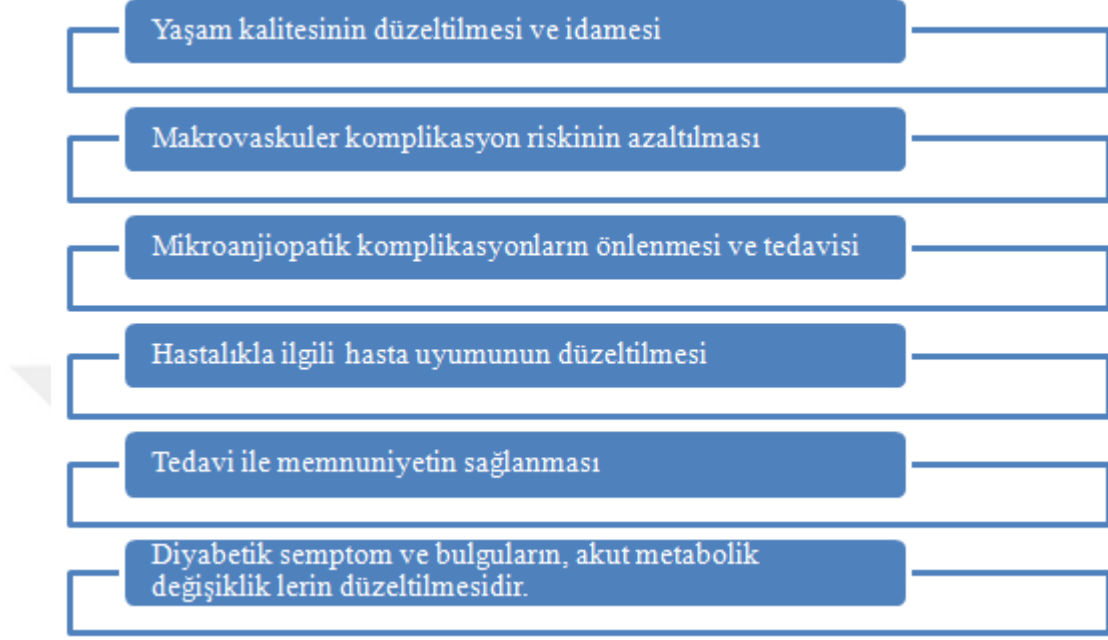 Yaşam kalitesinin düzeltilmesi ve idamesi
Makrovaskuler komplikasyon riskinin azaltılması
Mikroanjiopatik komplikasyonların önlenmesi ve tedavisi
Hastalıkla ilgili hasta uyumunun düzeltilmesi
Tedavi ile memnuniyetin sağlanması
Diyabetik semptom ve bulguların, akut metabolik
değişiklik lerin düzeltilmesidir.